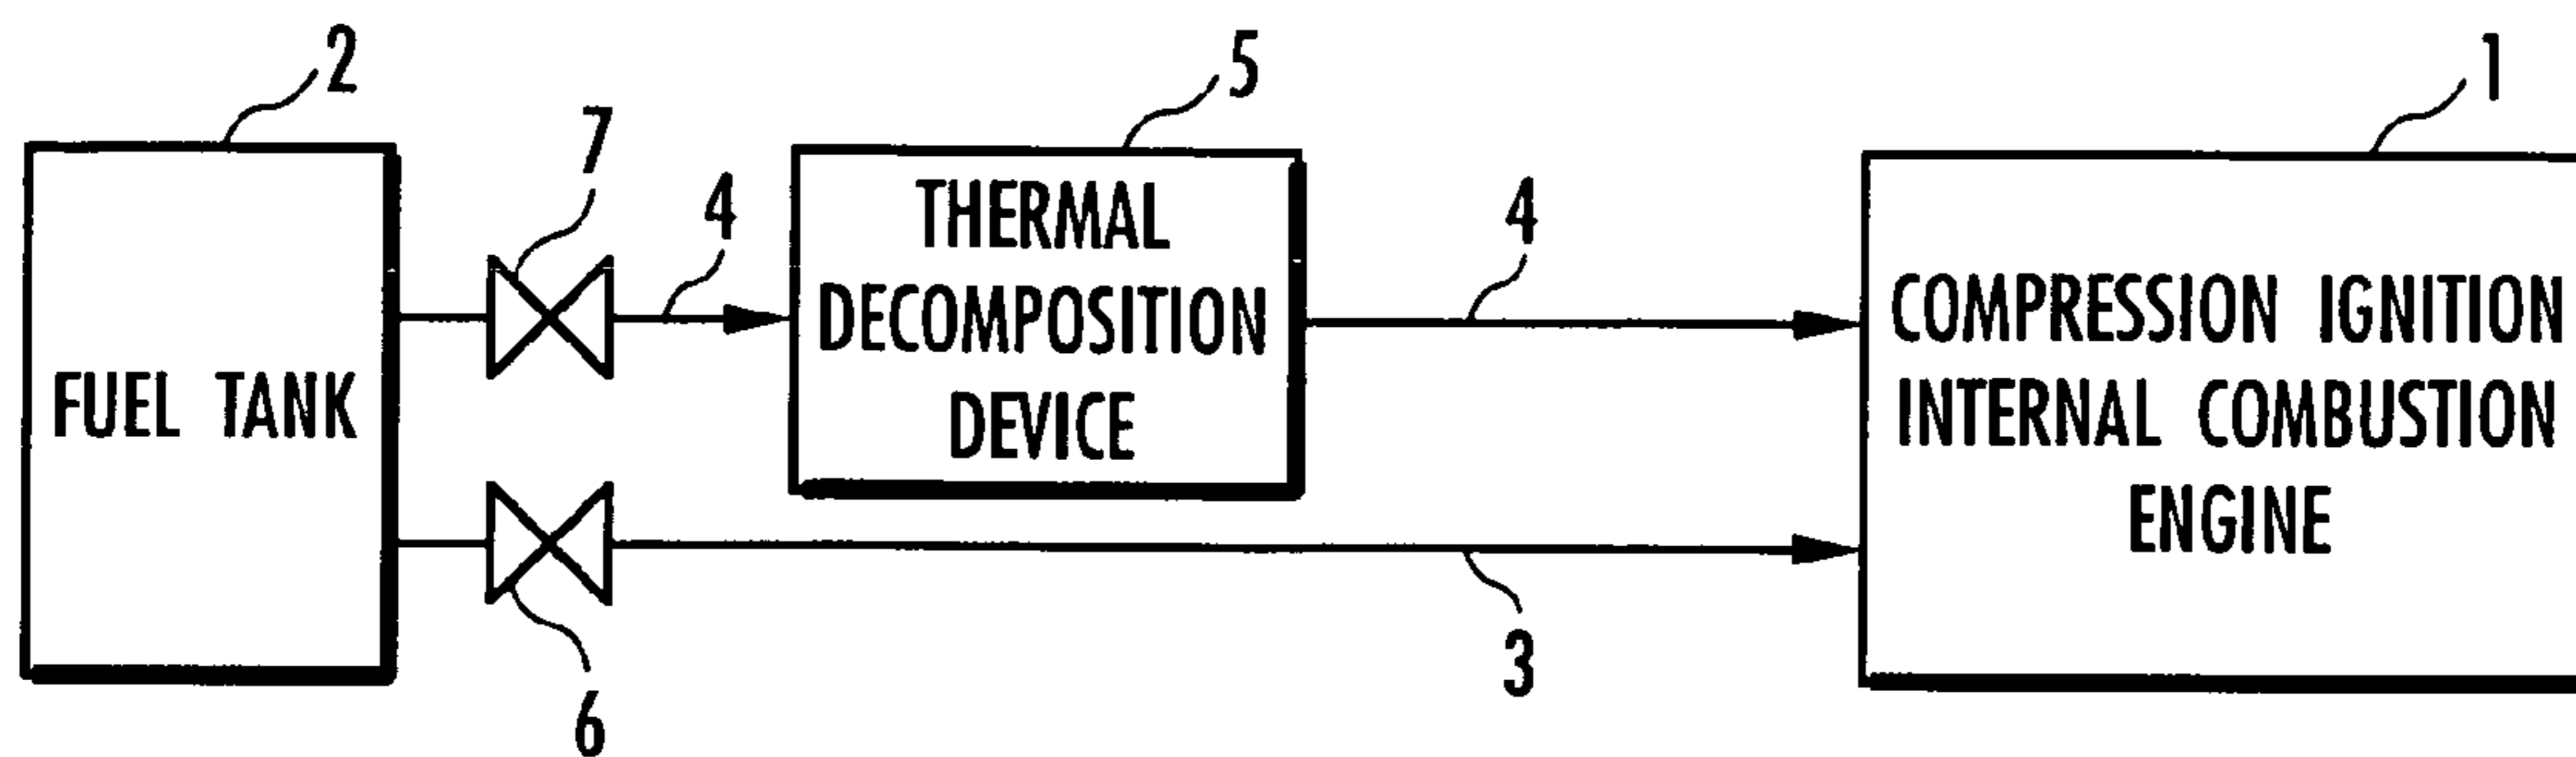 2
5
1
7
4
4
THERMAL
DECOMPOSITION
DEVICE
COMPRESSION IGNITION
INTERNAL COMBUSTION
ENGINE
FUEL TANK
3
6